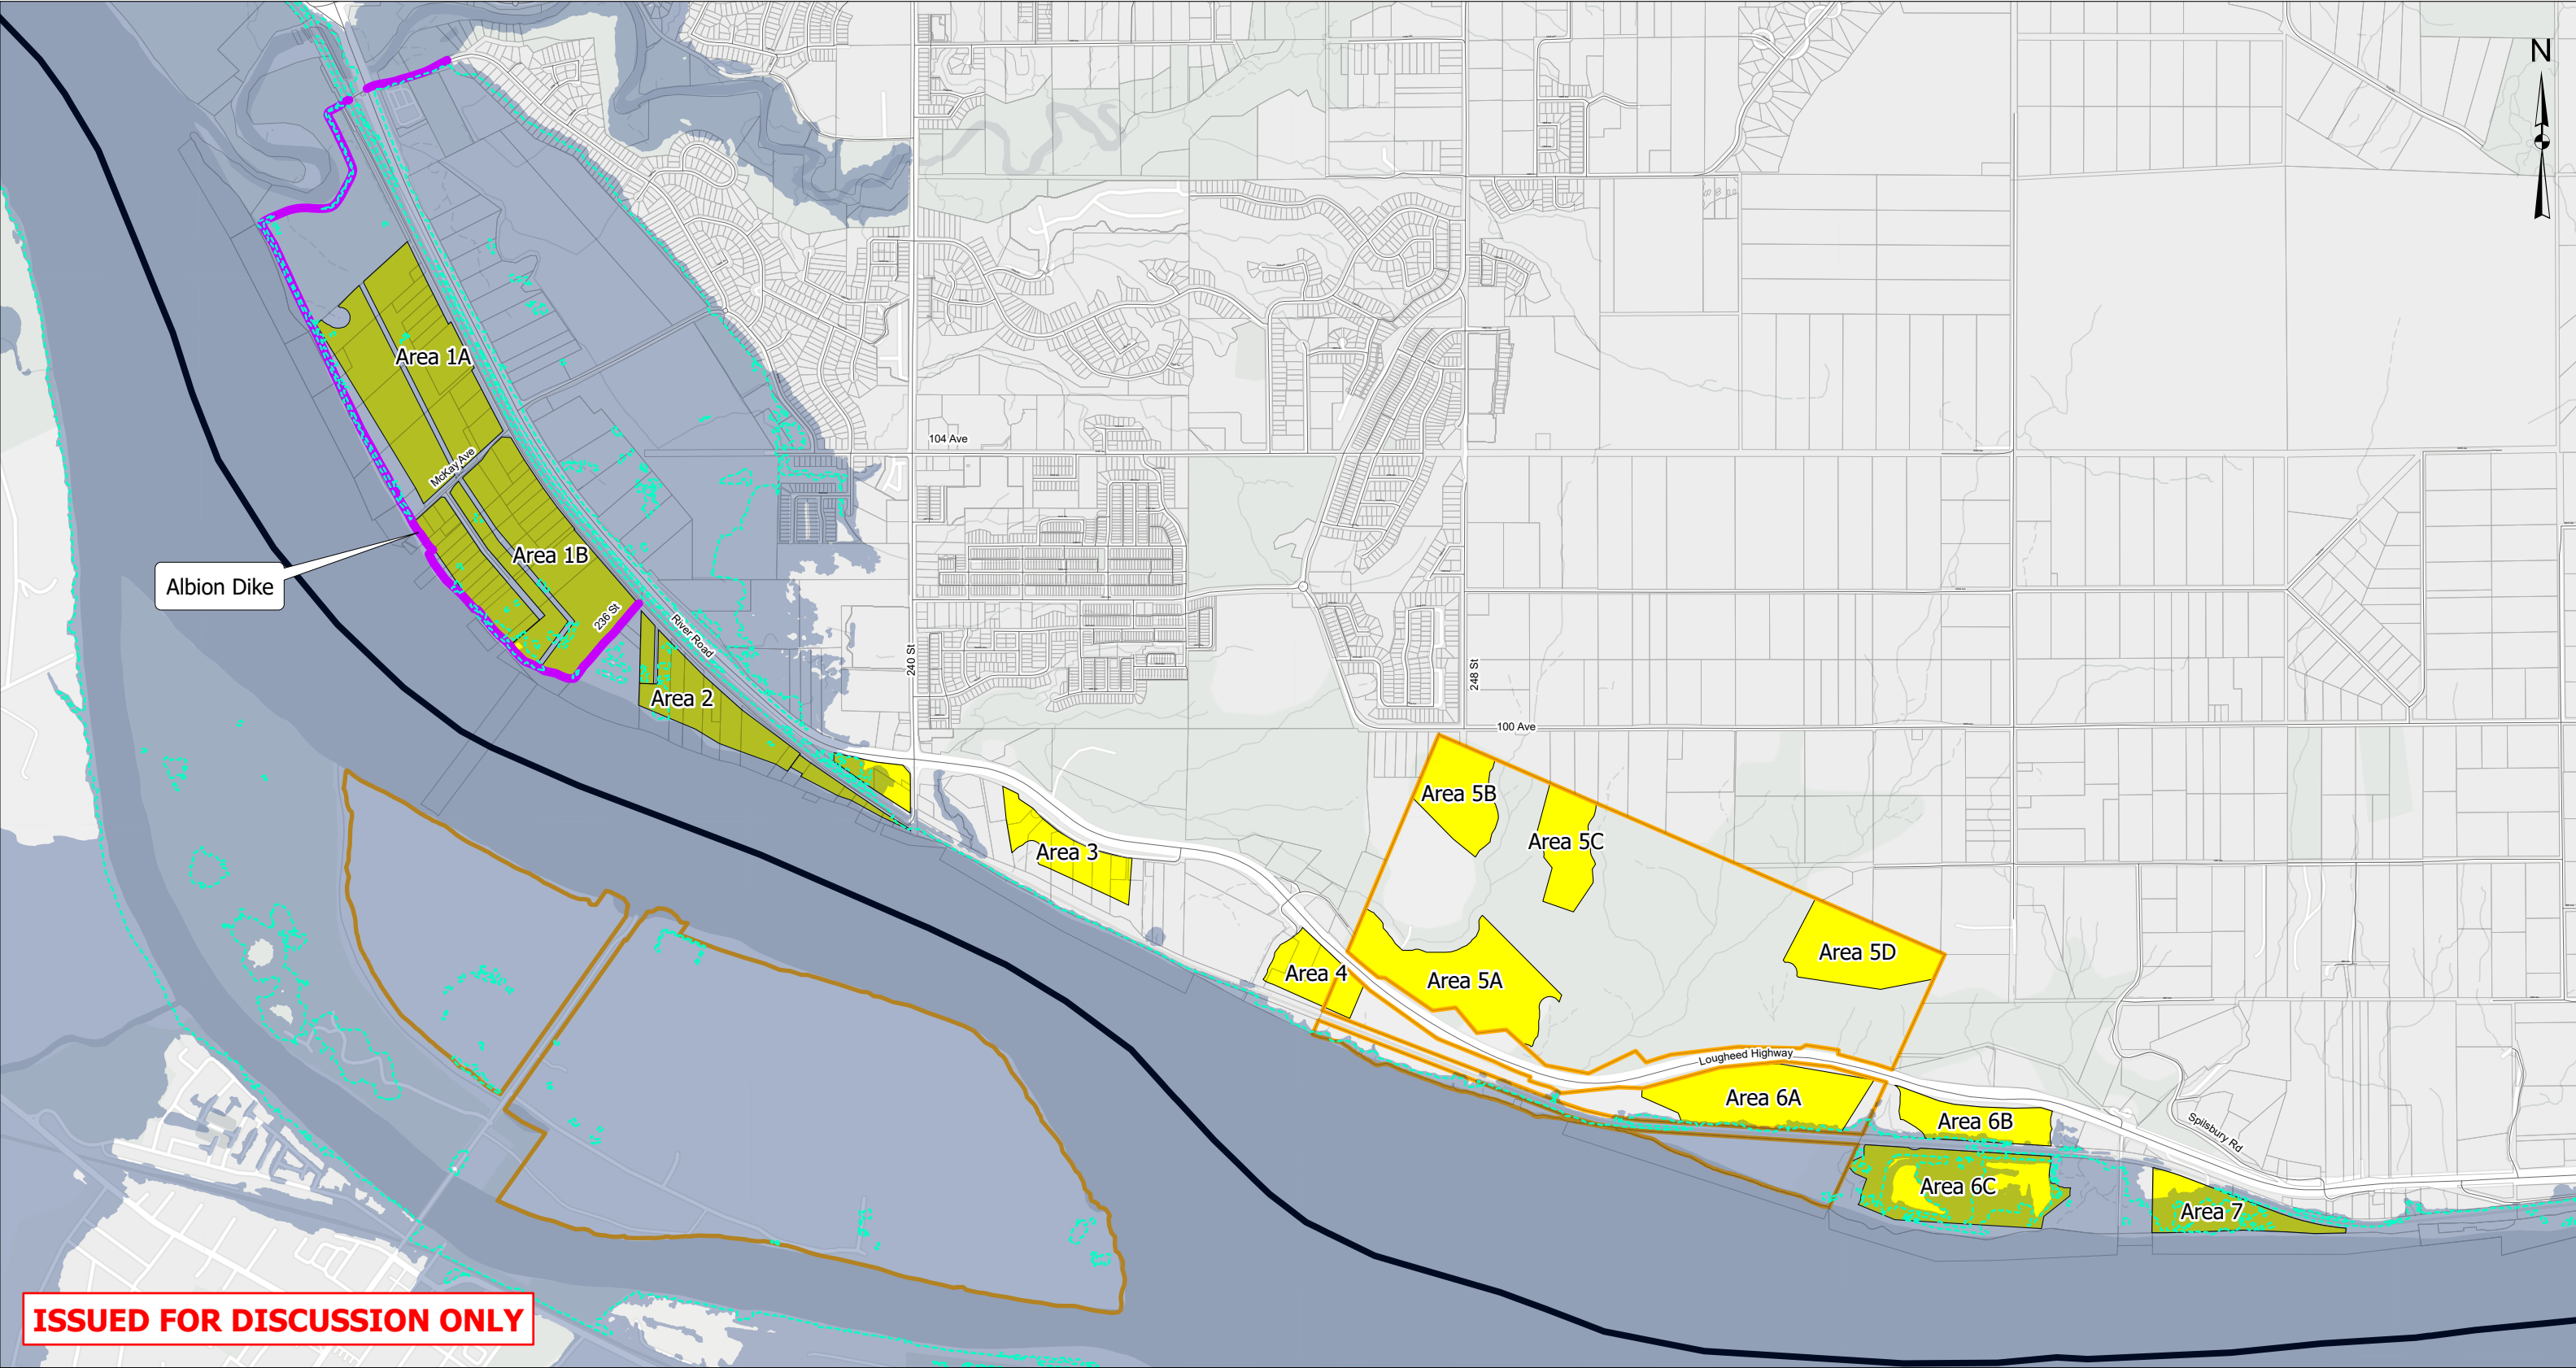 N
Area 1A
104 Ave
McKay Ave
Area 1B
Albion Dike
236 St
River Road
240 St
248 St
Area 2
100 Ave
Area 5B
Area 5C
Area 3
Area 5D
Area 4
Area 5A
Lougheed Highway
Area 6A
Area 6B
Spilsbury Rd
Area 6C
Area 7
ISSUED FOR DISCUSSION ONLY